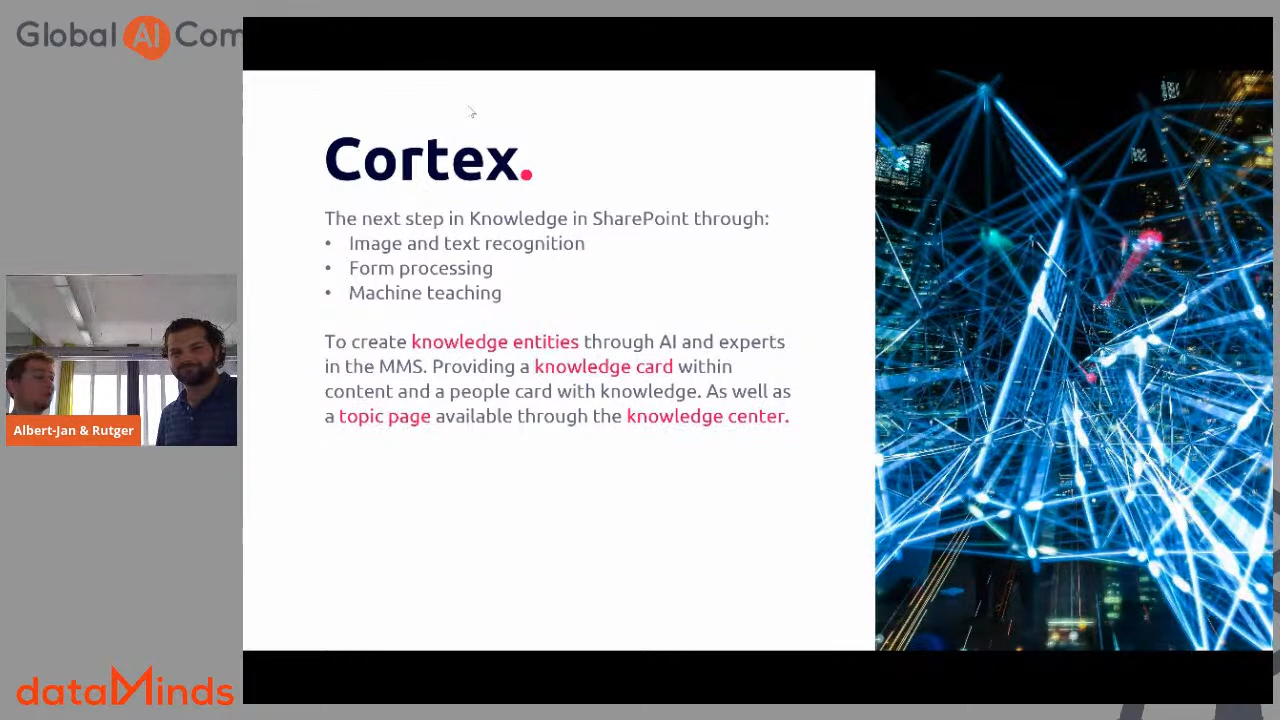 Global AI Com
Cortex.
The next step in Knowledge in SharePoint through:
• Image and text recognition
• Form processing
• Machine teaching
To create knowledge entities through AI and experts
in the MMS. Providing a knowledge card within
content and a people card with knowledge. As well as
a topic page available through the knowledge center.
Albert-Jan & Rutger
dataMinds